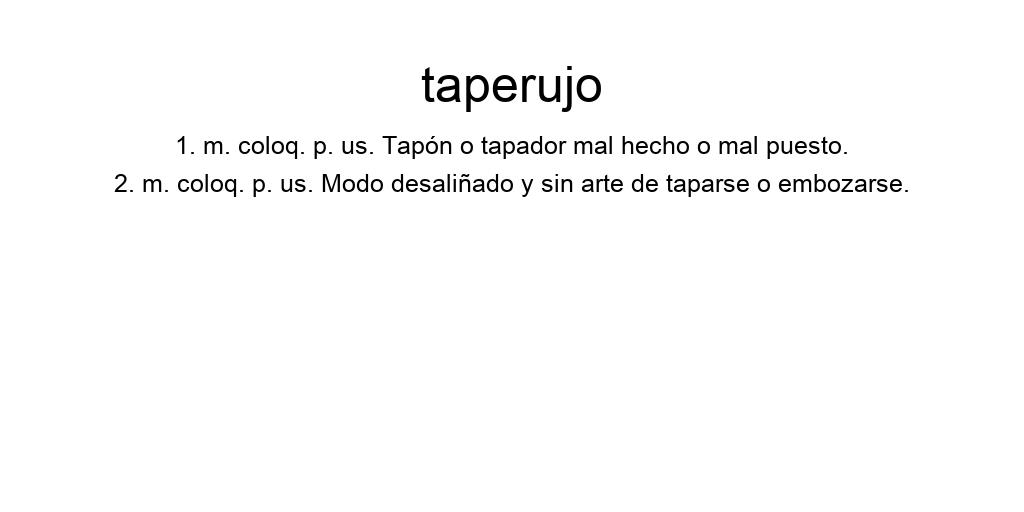 taperujo
1. m. coloq. p. us. Tapón o tapador mal hecho o mal puesto.
2. m. coloq. p. us. Modo desaliñado y sin arte de taparse o embozarse.